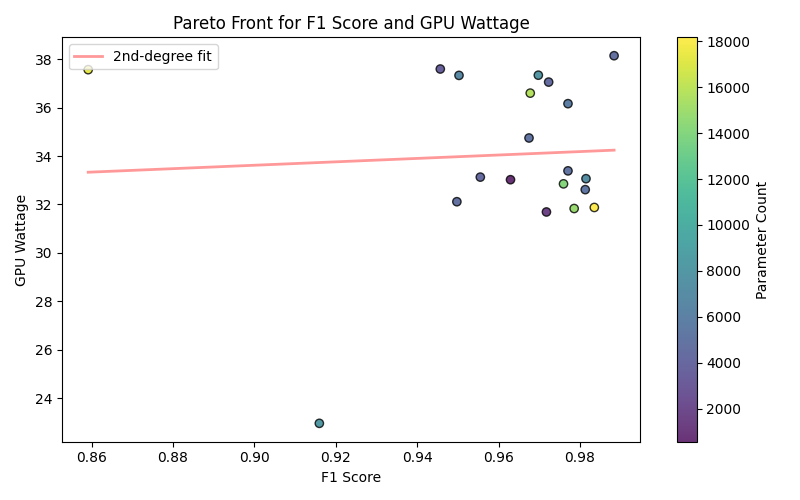 Pareto Front for F1 Score and GPU Wattage
2nd-degree fit
38
36
34
32
30
28
26
24
GPU Wattage
0.86 0.88 0.90 0.92 0.94 0.96 0.98
F1 Score
18000
16000
14000
12000
10000
8000
6000
4000
2000
Parameter Count